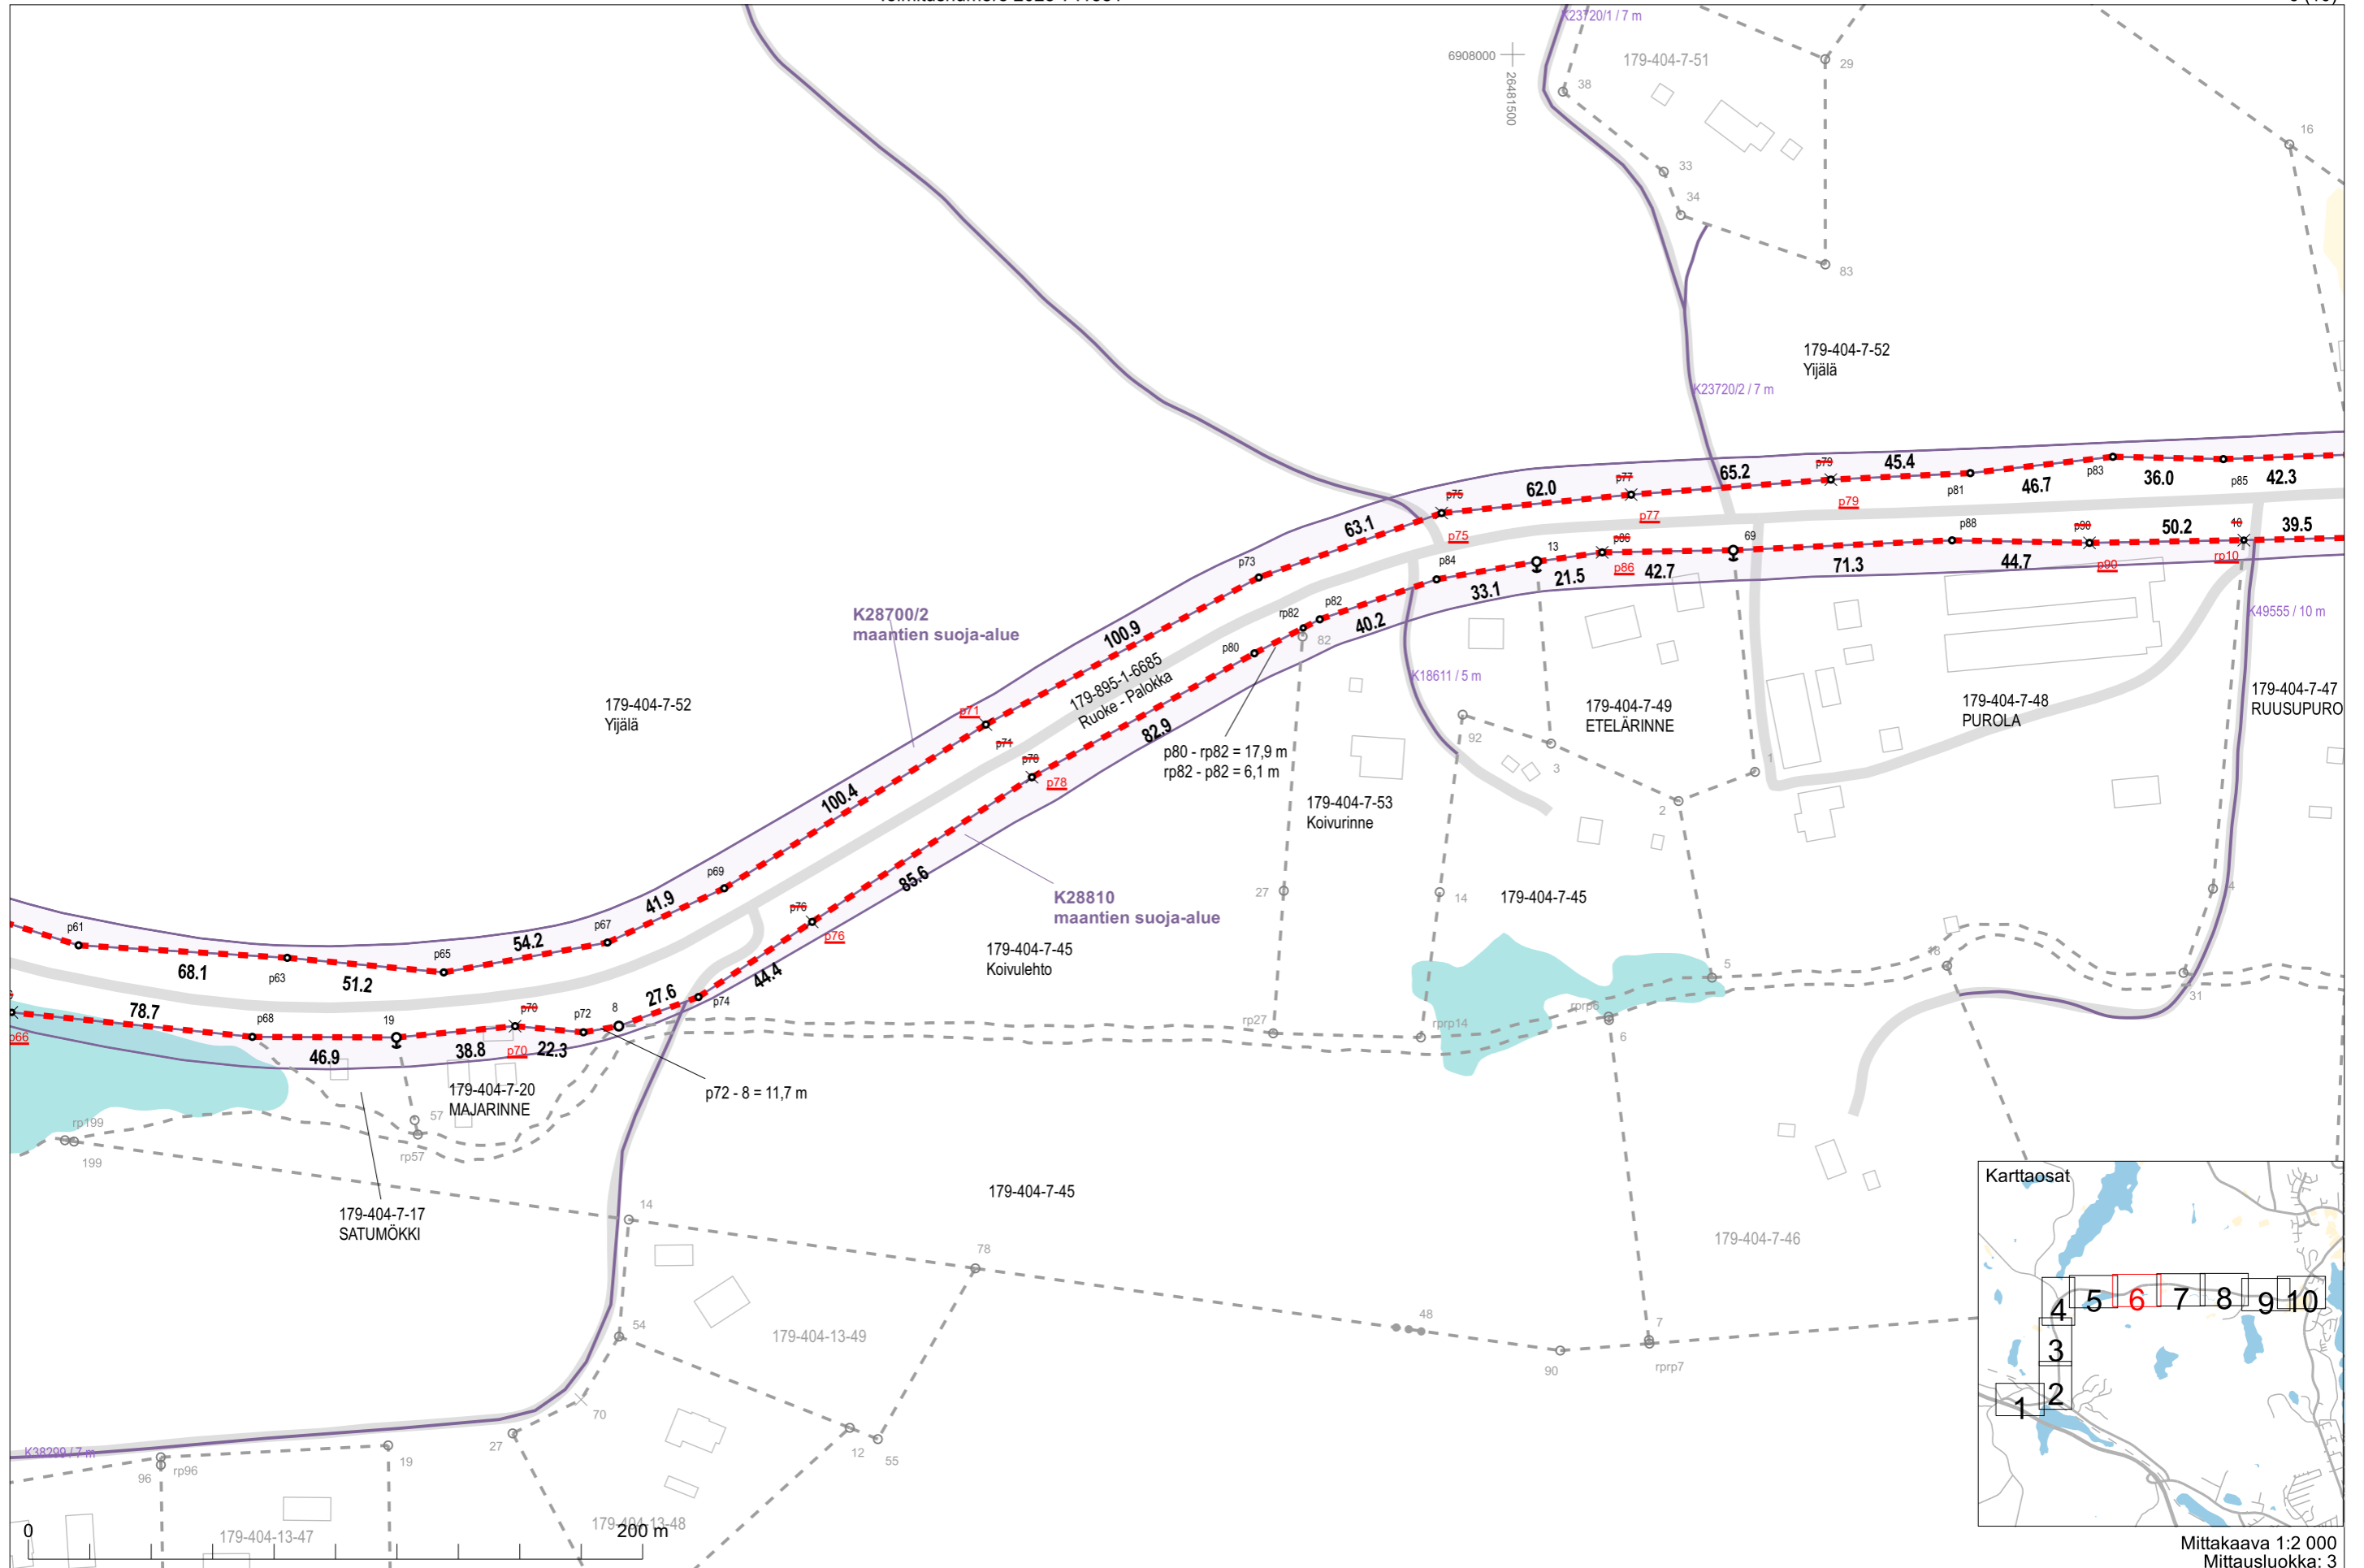 K23720/1 / 7 m
6908000
26481500
179-404-7-51
29
38
16
33
34
83
179-404-7-52
Yijälä
K23720/2 / 7 m
p75
62.0
p77
65.2
p79
45.4
p83
36.0
p85
42.3
p79
p81
46.7
p77
p75
63.1
13
p86
69
p88
p90
50.2
10
39.5
p73
p84
p86
42.7
71.3
44.7
p90
rp10
33.1
21.5
rp82
p82
40.2
82
p80
K28700/2
maantien suoja-alue
100.9
179-895-1-6685
Ruoke - Palokka
K18611 / 5 m
K49555 / 10 m
179-404-7-52
Yijälä
p71
p71
82.9
p80 - rp82 = 17,9 m
rp82 - p82 = 6,1 m
92
3
179-404-7-49
ETELÄRINNE
1
2
179-404-7-48
PUROLA
179-404-7-47
RUUSUPURO
p78
p78
100.4
179-404-7-53
Koivurinne
p69
85.6
27
14
179-404-7-45
4
K28810
maantien suoja-alue
p76
p76
41.9
p67
p61
54.2
p65
68.1
p63
51.2
179-404-7-45
Koivulehto
5
18
31
44.4
27.6
p74
78.7
p68
19
p70
p72
8
p66
46.9
38.8
p70
22.3
rp27
rprp14
rprp6
6
179-404-7-20
MAJARINNE
p72 - 8 = 11,7 m
rp199
199
57
rp57
179-404-7-17
SATUMÖKKI
179-404-7-45
14
78
179-404-7-46
Karttaosat
4
5
6
7
8
9
10
3
2
1
54
179-404-13-49
48
90
7
rprp7
70
27
12
55
K38299 / 7 m
96
rp96
19
179-404-13-47
179-404-13-48
0
200 m
Mittakaava 1:2 000
Mittausluokka: 3